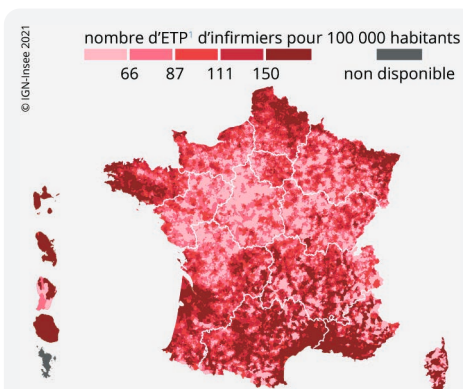 nombre d’ETP¹ d’infirmiers pour 100 000 habitants
66 87 111 150
non disponible
© IGN-Insee 2021